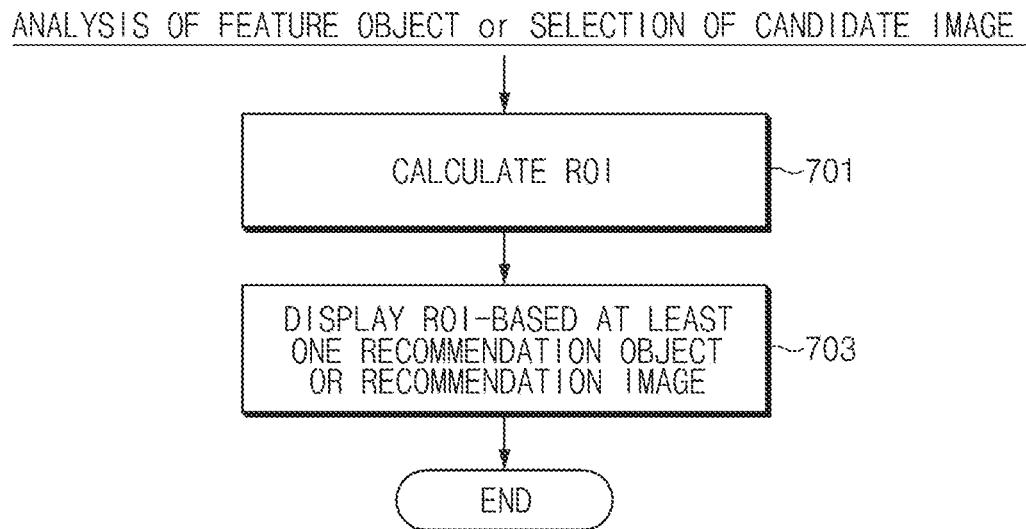 ANALYSIS OF FEATURE OBJECT or SELECTION OF CANDIDATE IMAGE
CALCULATE ROI
701
DISPLAY ROI-BASED AT LEAST
ONE RECOMMENDATION OBJECT
OR RECOMMENDATION IMAGE
703
END